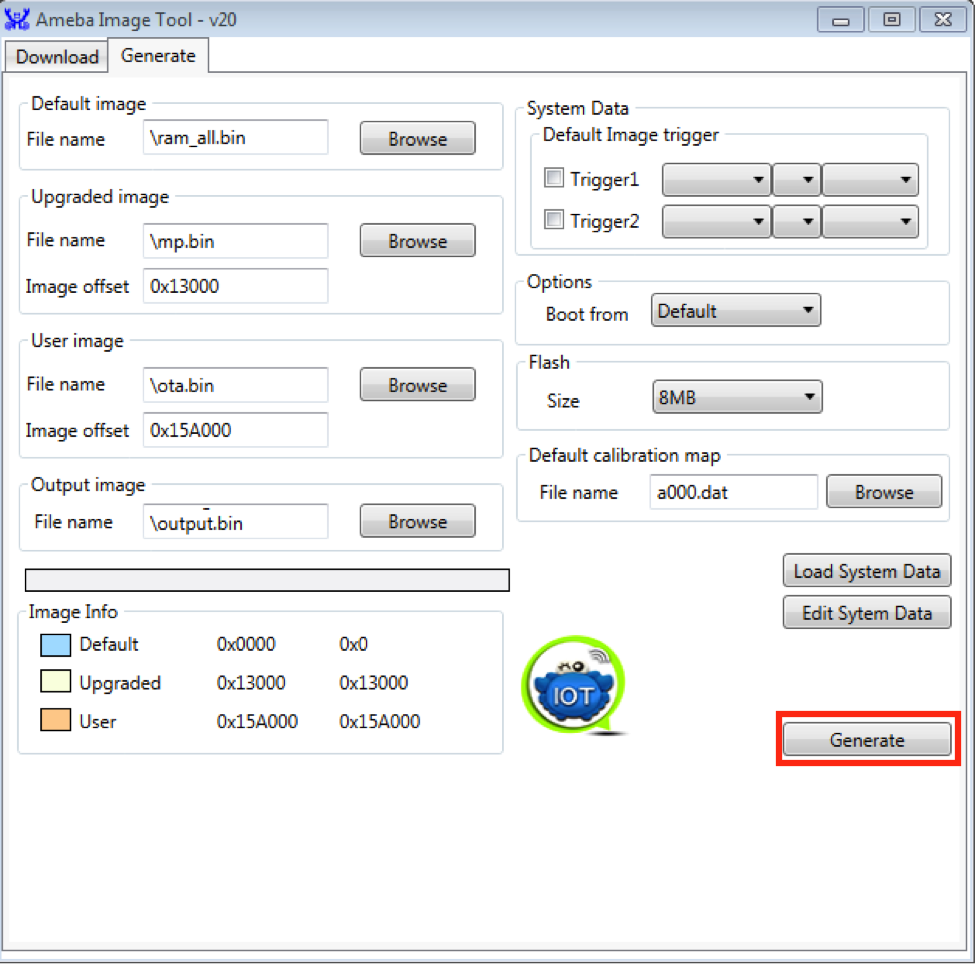 Ameba Image Tool - v20
Download Generate
Default image
File name \ram_all.bin Browse
Upgraded image
File name \mp.bin Browse
Image offset 0x13000
User image
File name \ota.bin Browse
Image offset 0x15A000
Output image
File name \output.bin Browse
Image Info
Default 0x0000 0x0
Upgraded 0x13000 0x13000
User 0x15A000 0x15A000
System Data
Default Image trigger
Trigger1
Trigger2
Options
Boot from Default
Flash
Size 8MB
Default calibration map
File name a000.dat Browse
Load System Data
Edit Sytem Data
IOT
Generate